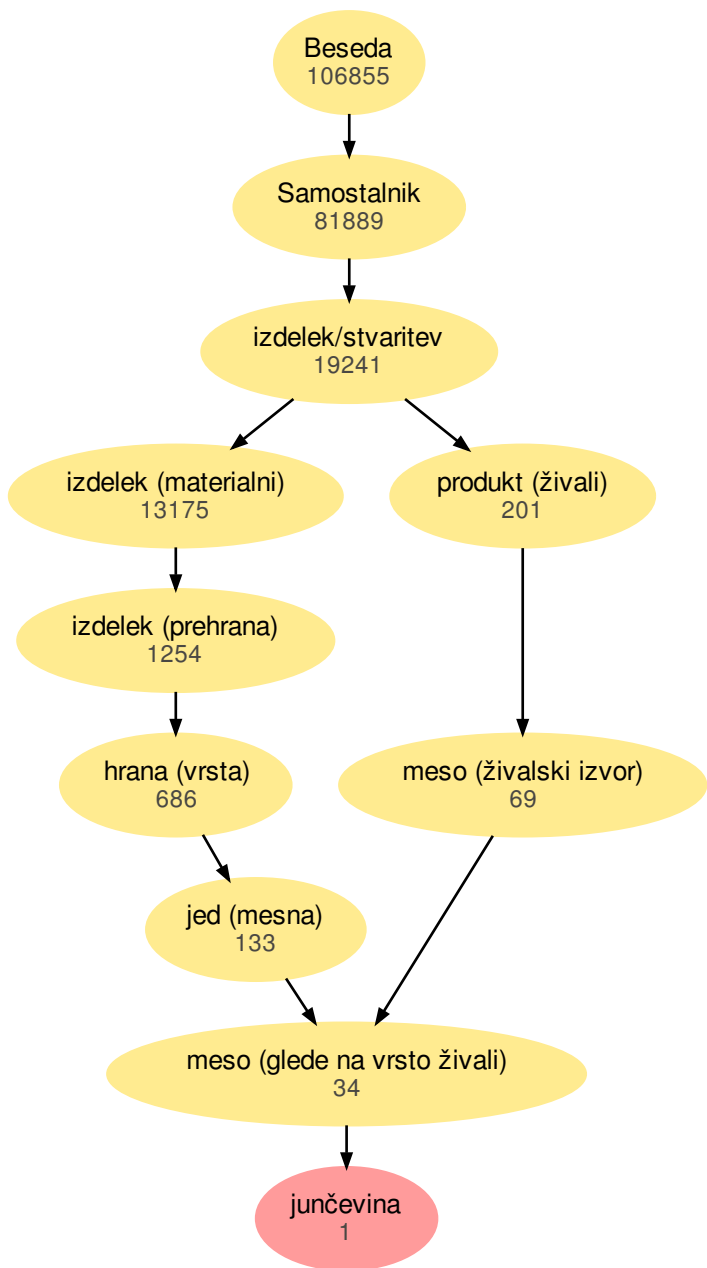 Beseda
106855
Samostalnik
81889
izdelek/stvaritev
19241
izdelek (materialni)
13175
produkt (živali)
201
izdelek (prehrana)
1254
hrana (vrsta)
686
meso (živalski izvor)
69
jed (mesna)
133
meso (glede na vrsto živali)
34
junčevina
1